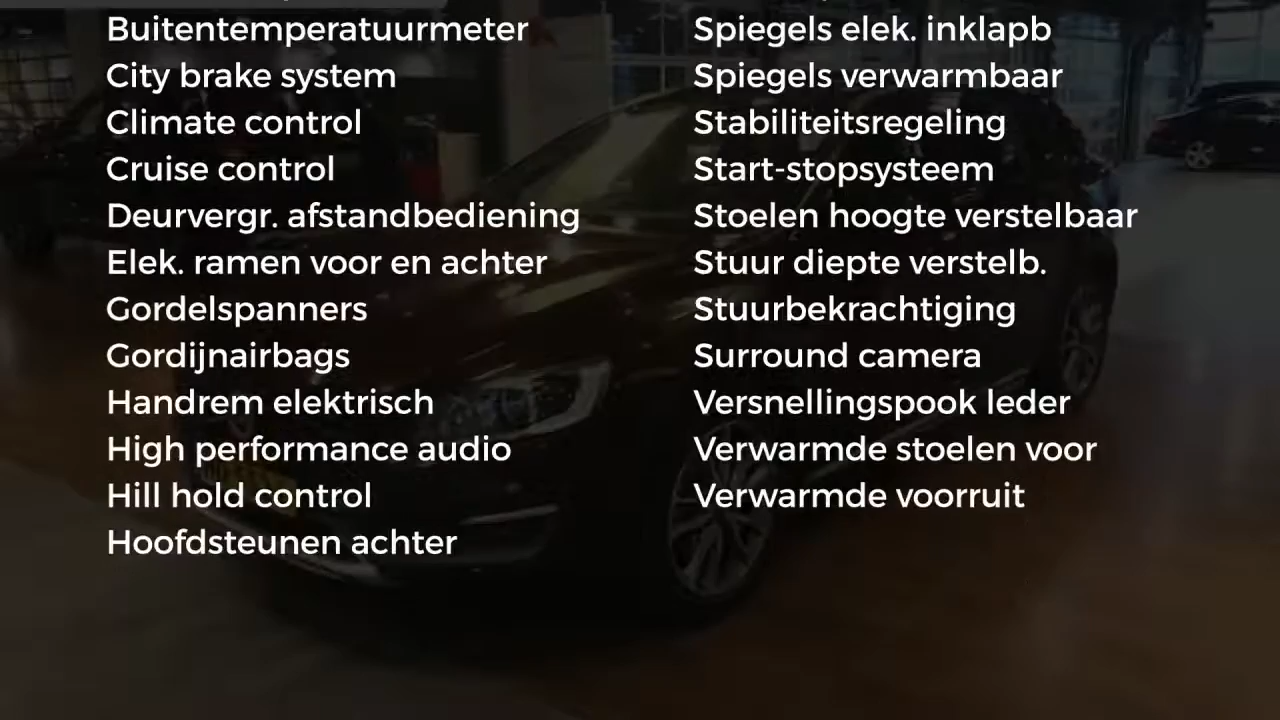 Buitentemperatuurmeter
City brake system
Climate control
Cruise control
Deurvergr. afstandbediening
Elek. ramen voor en achter
Gordelspanners
Gordijnairbags
Handrem elektrisch
High performance audio
Hill hold control
Hoofdsteunen achter
Spiegels elek. inklapb
Spiegels verwarmbaar
Stabiliteitsregeling
Start-stopsysteem
Stoelen hoogte verstelbaar
Stuur diepte verstelb.
Stuurbekrachtiging
Surround camera
Versnellingspook leder
Verwarmde stoelen voor
Verwarmde voorruit